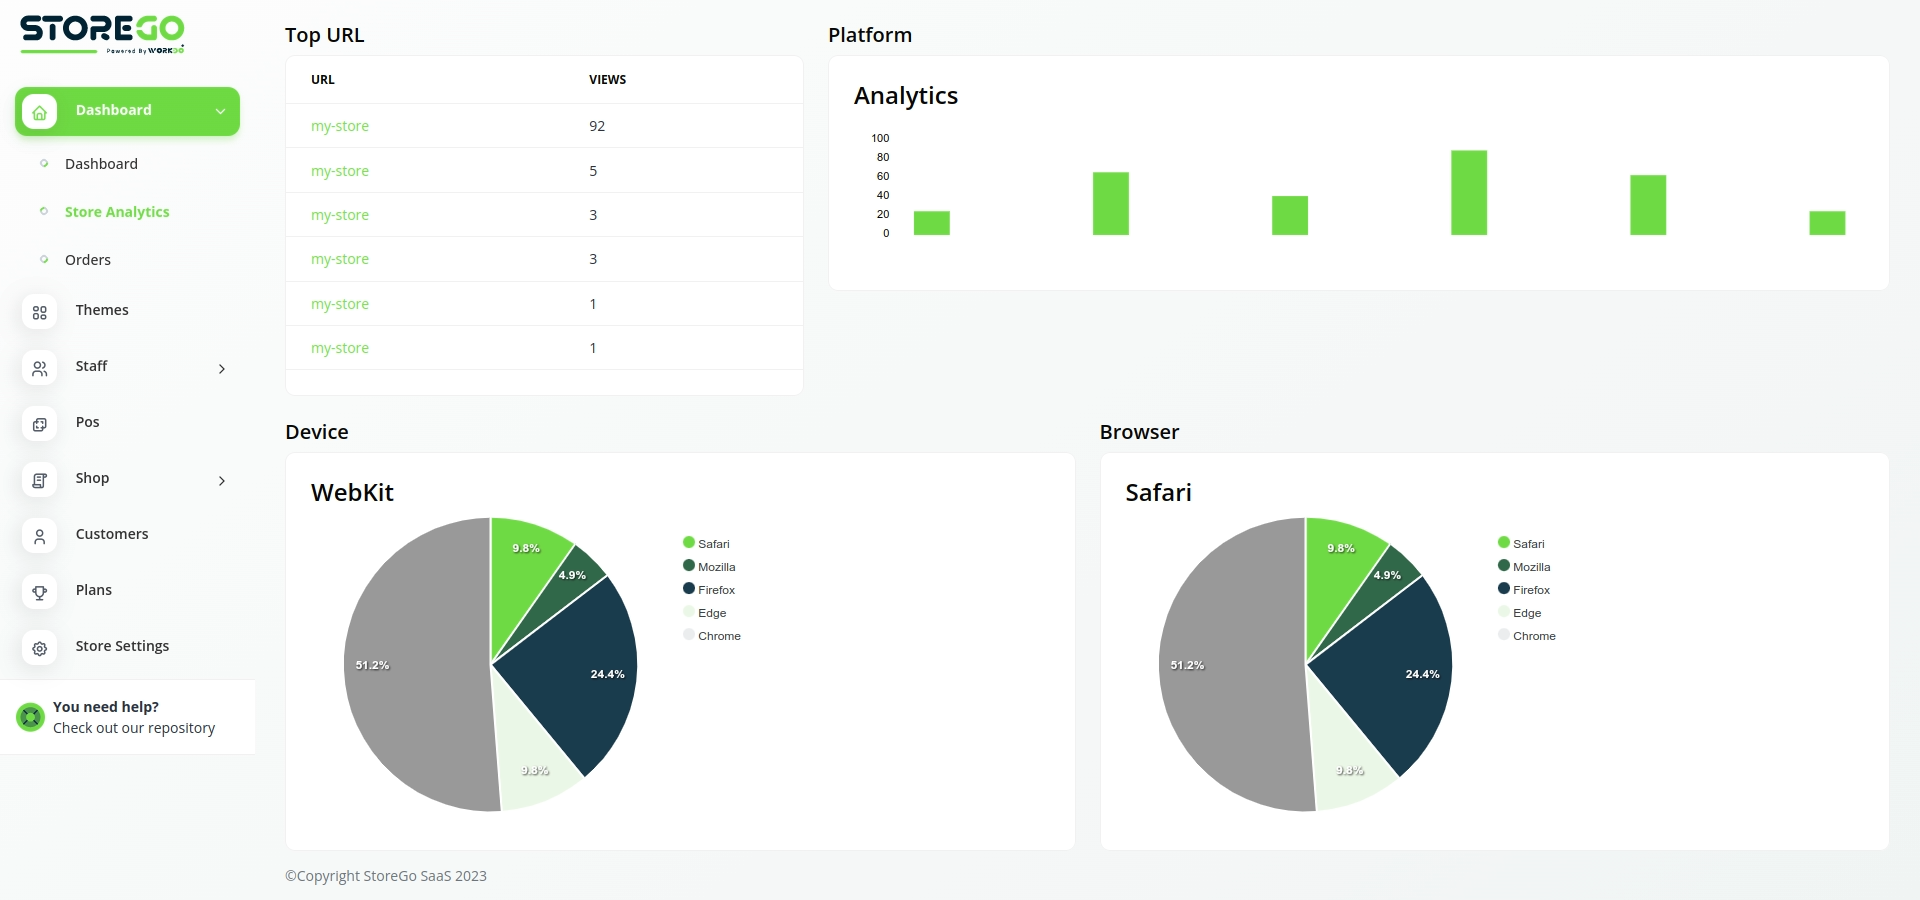 STOREGO
Powered By WORKDO
Dashboard
Dashboard
Store Analytics
Orders
Themes
Staff
Pos
Shop
Customers
Plans
Store Settings
You need help?
Check out our repository
Top URL
URL VIEWS
my-store 92
my-store 5
my-store 3
my-store 3
my-store 1
my-store 1
Platform
Analytics
100
80
60
40
20
0
Device
WebKit
9.8%
4.9%
24.4%
9.8%
51.2%
Safari
Mozilla
Firefox
Edge
Chrome
Browser
Safari
9.8%
4.9%
24.4%
9.8%
51.2%
Safari
Mozilla
Firefox
Edge
Chrome
©Copyright StoreGo SaaS 2023